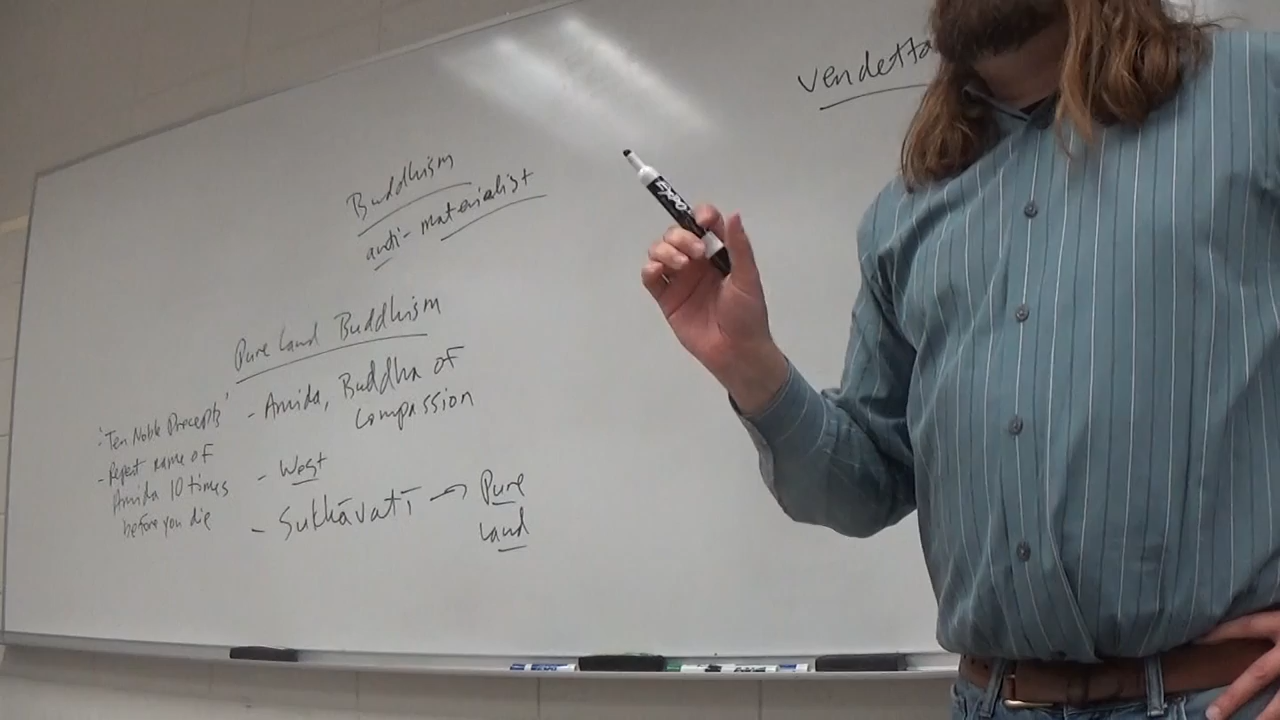 vendetta
Buddhism
anti-materialist
Pure Land Buddhism
- Amida, Buddha of
compassion
- West
- Sukhāvatī → Pure
Land
- 'Ten Noble Precepts'
- Repeat name of
Amida 10 times
before you die